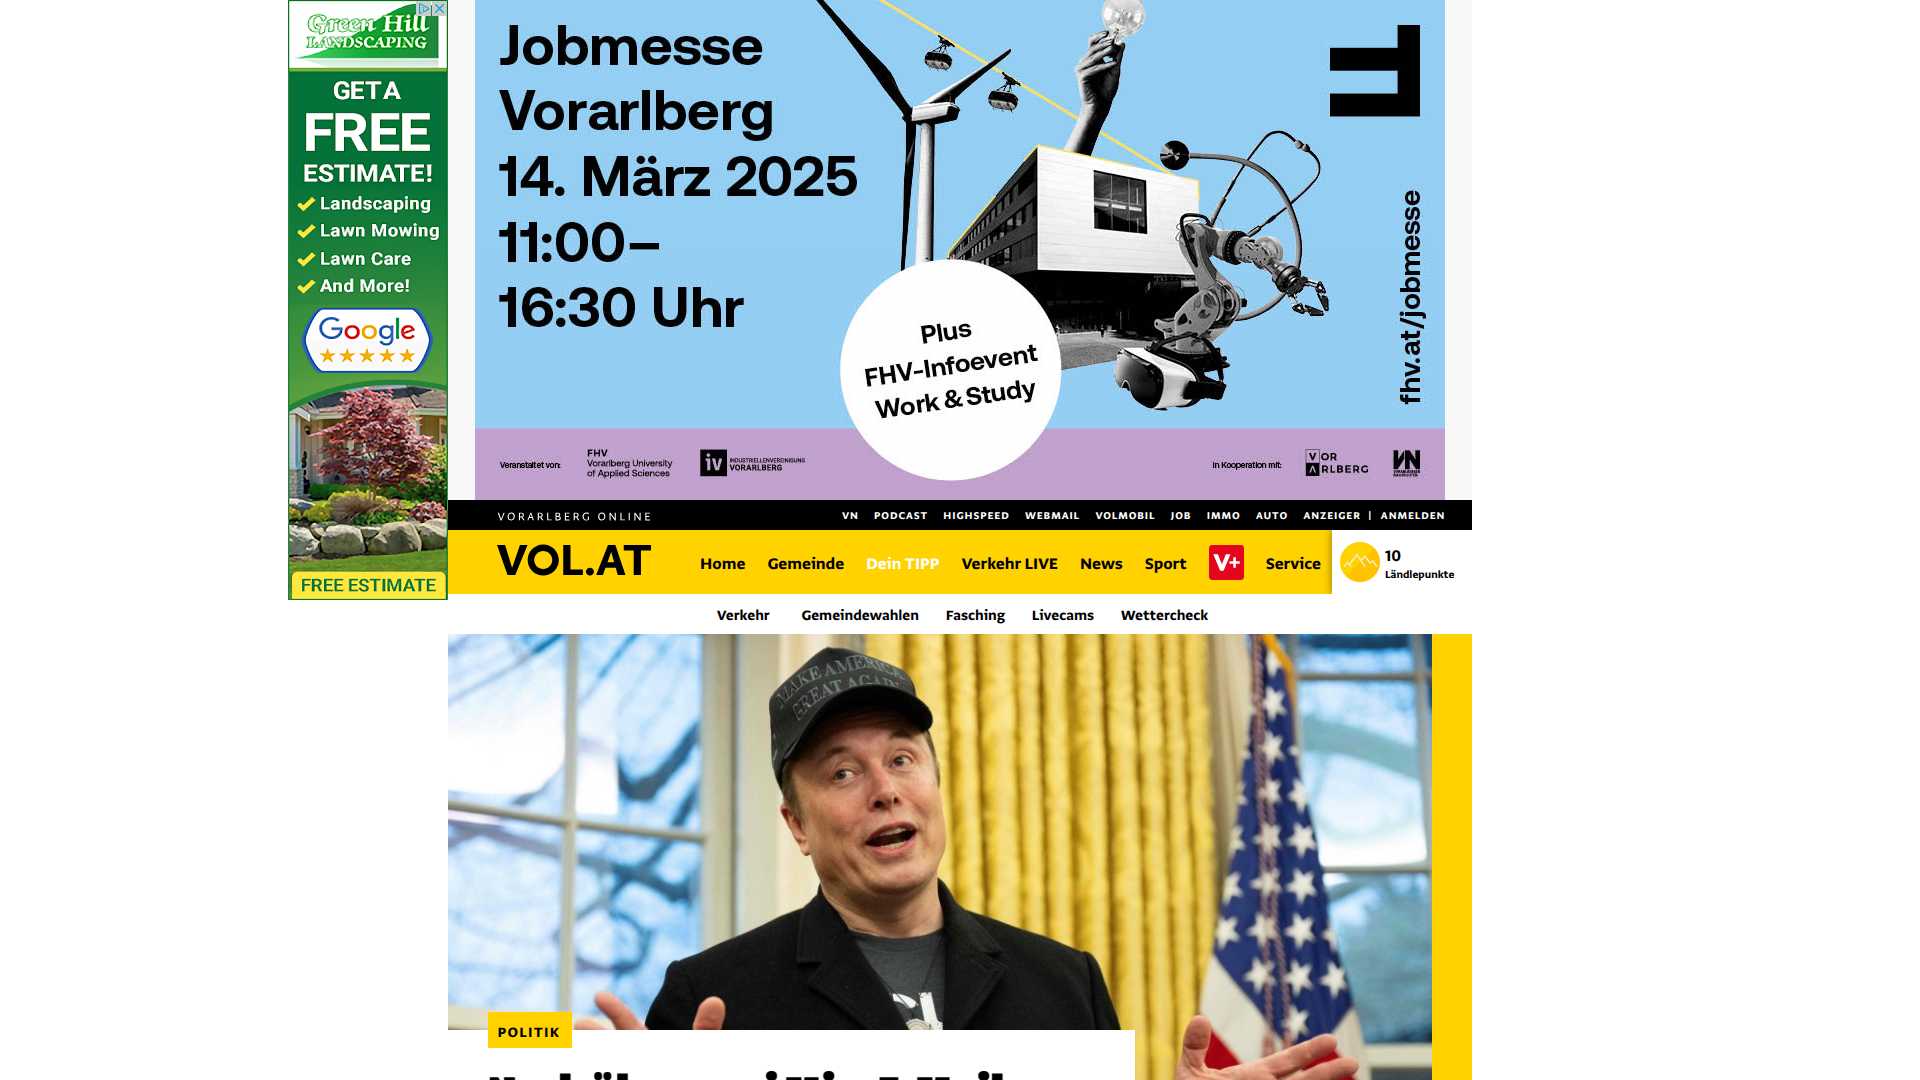 Green Hill
LANDSCAPING
GET A
FREE
ESTIMATE!
Landscaping
Lawn Mowing
Lawn Care
And More!
Google
FREE ESTIMATE
Jobmesse
Vorarlberg
14. März 2025
11:00–
16:30 Uhr
Plus
FHV-Infoevent
Work & Study
fhv.at/jobmesse
Veranstaltet von:
FHV
Vorarlberg University
of Applied Sciences
iv
INDUSTRIELLENVEREINIGUNG
VORARLBERG
in Kooperation mit:
VOR
ARLBERG
VN
VORARLBERG ONLINE
VN PODCAST HIGHSPEED WEBMAIL VOLMOBIL JOB IMMO AUTO ANZEIGER | ANMELDEN
VOL.AT
Home Gemeinde Dein TIPP Verkehr LIVE News Sport V+ Service
10
Ländlepunkte
Verkehr Gemeindewahlen Fasching Livecams Wettercheck
MAKE AMERICA
GREAT AGAIN
POLITIK